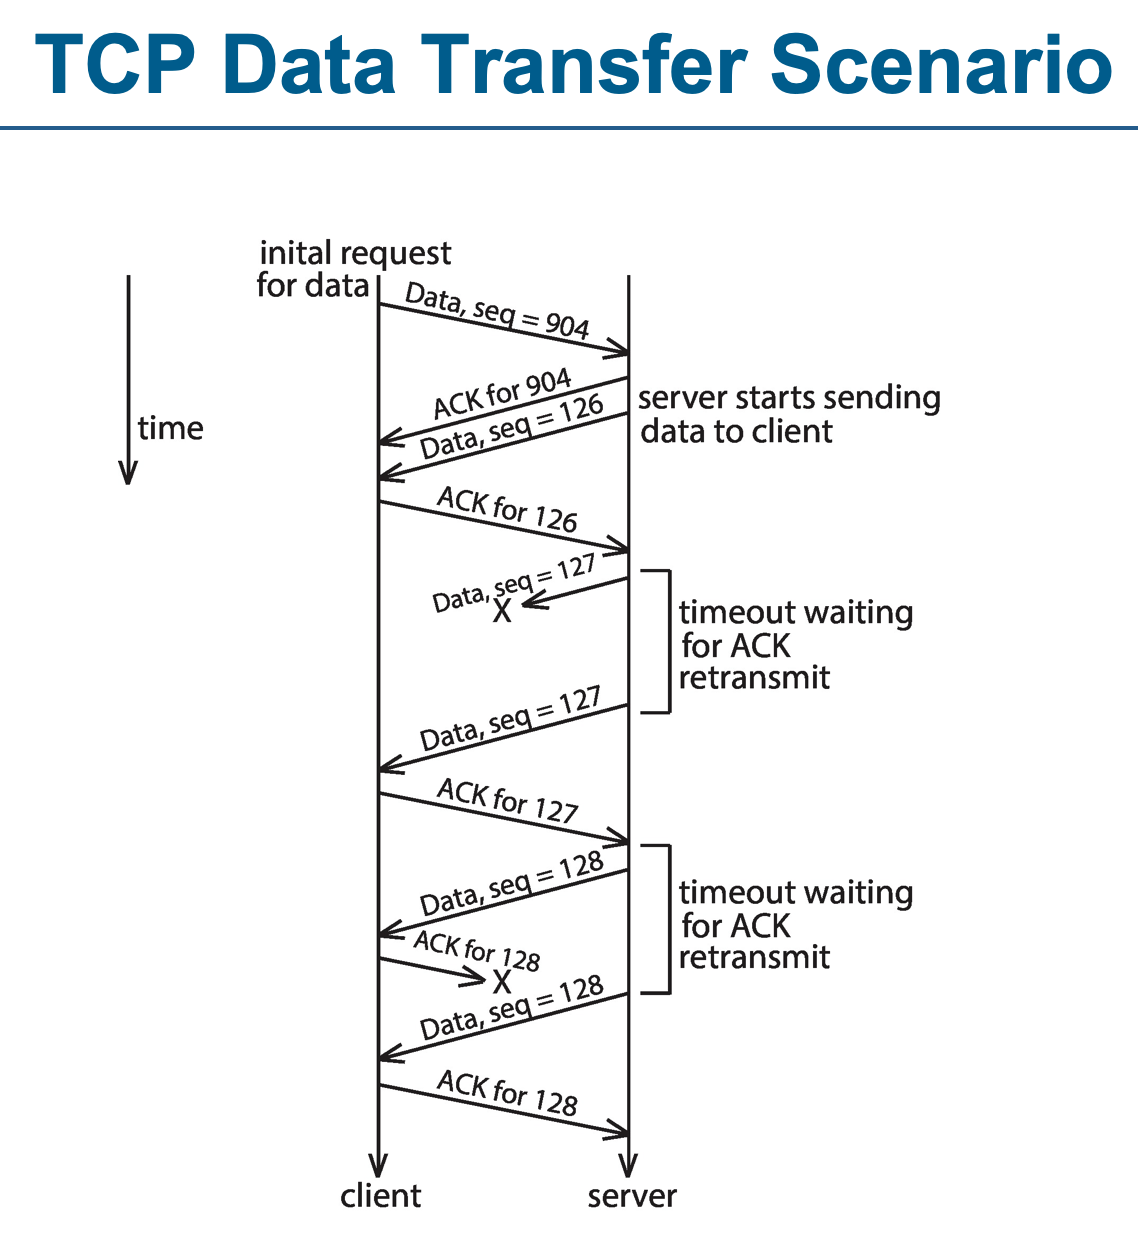 TCP Data Transfer Scenario
inital request
for data
Data, seq = 904
ACK for 904
Data, seq = 126
server starts sending
data to client
time
ACK for 126
Data, seq = 127
X
timeout waiting
for ACK
retransmit
Data, seq = 127
ACK for 127
Data, seq = 128
timeout waiting
for ACK
retransmit
ACK for 128
X
Data, seq = 128
ACK for 128
client
server